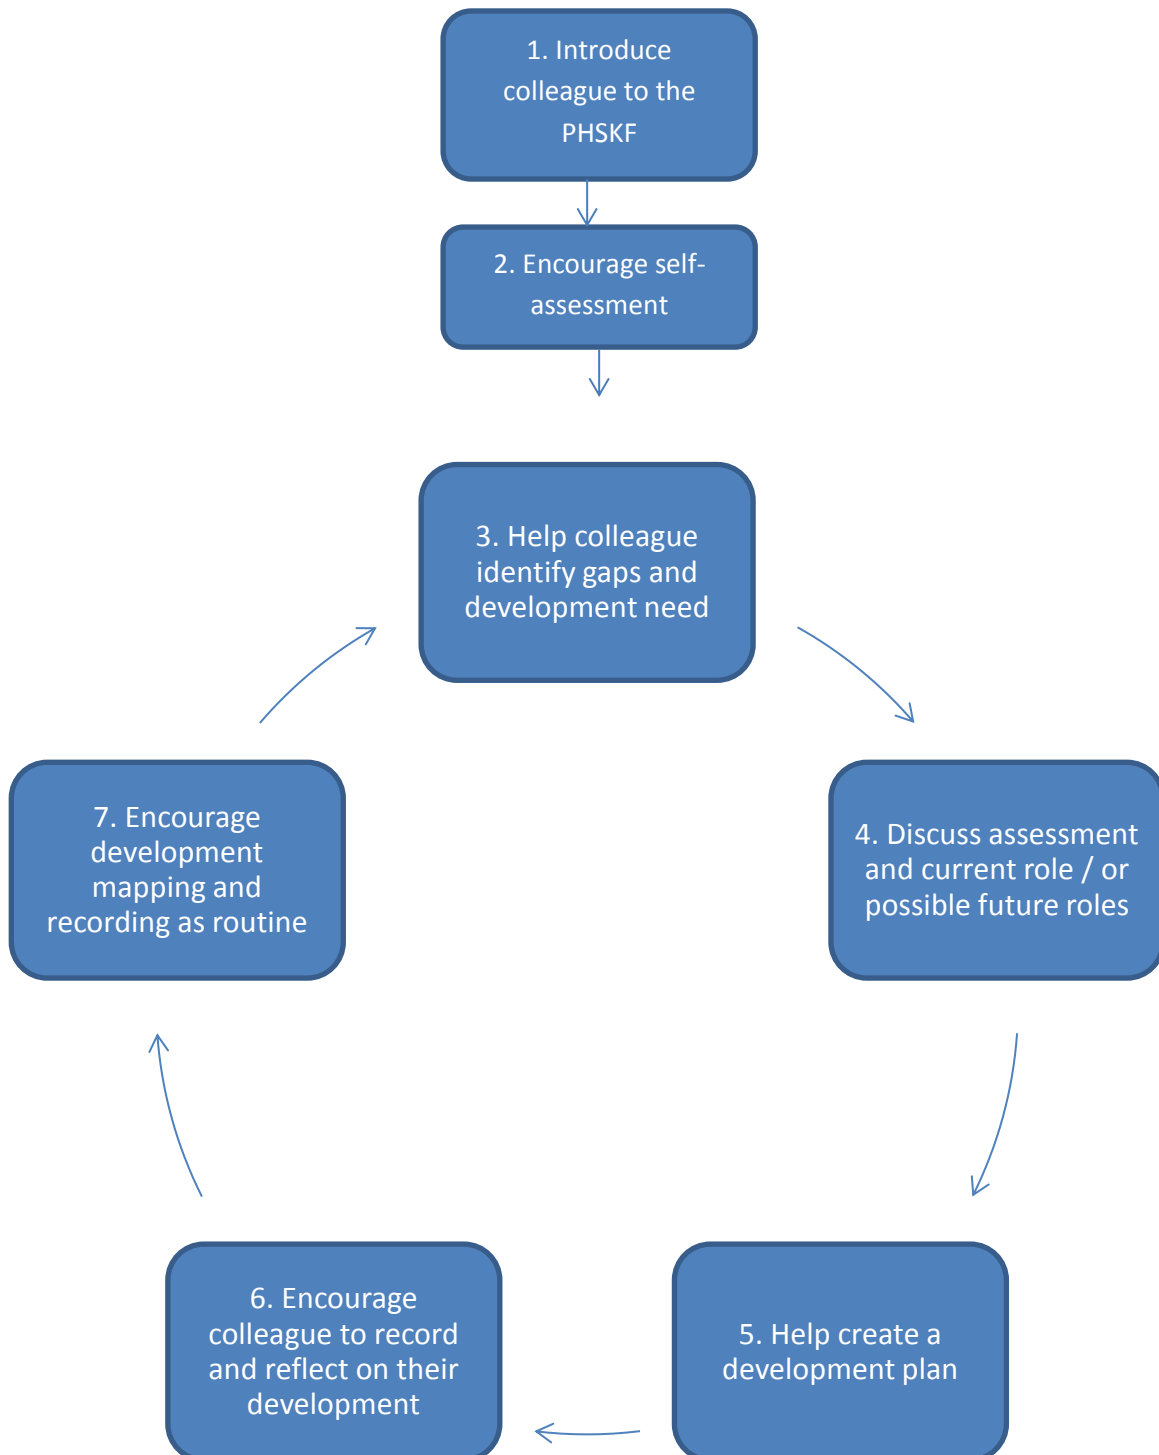 1. Introduce
colleague to the
PHSKF
2. Encourage self-
assessment
3. Help colleague
identify gaps and
development need
4. Discuss assessment
and current role / or
possible future roles
5. Help create a
development plan
6. Encourage
colleague to record
and reflect on their
development
7. Encourage
development
mapping and
recording as routine